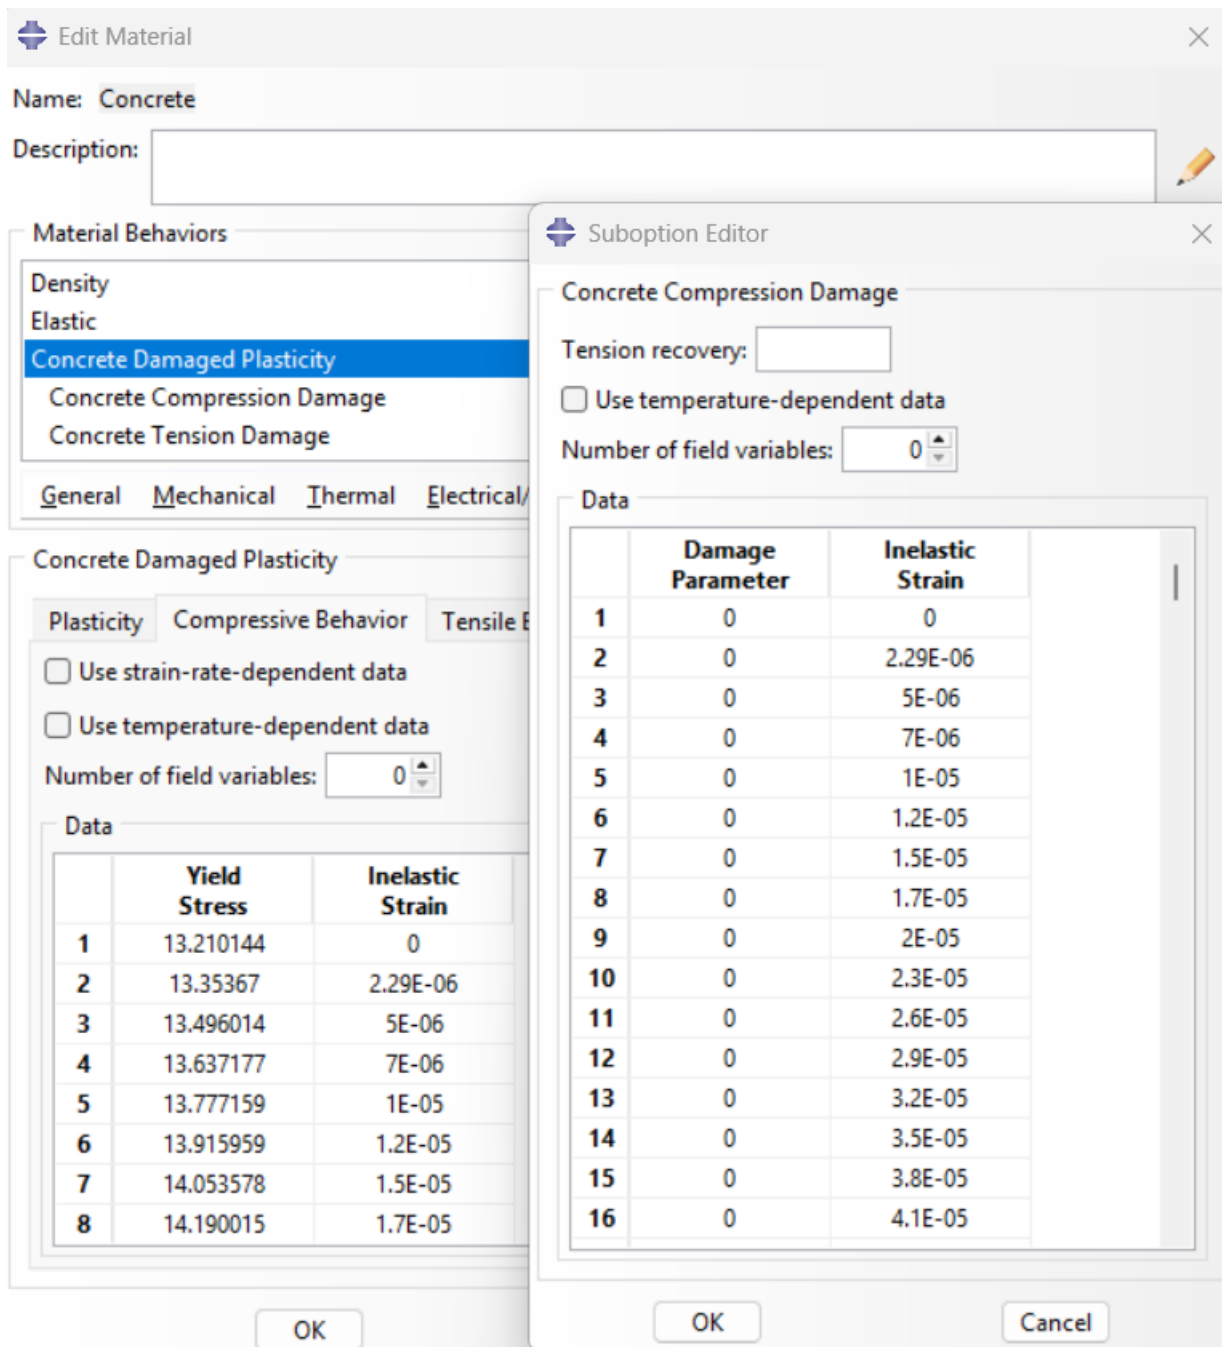 Edit Material
Name: Concrete
Description:
Material Behaviors
Density
Elastic
Concrete Damaged Plasticity
Concrete Compression Damage
Concrete Tension Damage
General Mechanical Thermal Electrical/
Concrete Damaged Plasticity
Plasticity Compressive Behavior Tensile
Use strain-rate-dependent data
Use temperature-dependent data
Number of field variables: 0
Data
Yield Stress Inelastic Strain
1 13.210144 0
2 13.35367 2.29E-06
3 13.496014 5E-06
4 13.637177 7E-06
5 13.777159 1E-05
6 13.915959 1.2E-05
7 14.053578 1.5E-05
8 14.190015 1.7E-05
OK
Suboption Editor
Concrete Compression Damage
Tension recovery:
Use temperature-dependent data
Number of field variables: 0
Data
Damage Parameter Inelastic Strain
1 0 0
2 0 2.29E-06
3 0 5E-06
4 0 7E-06
5 0 1E-05
6 0 1.2E-05
7 0 1.5E-05
8 0 1.7E-05
9 0 2E-05
10 0 2.3E-05
11 0 2.6E-05
12 0 2.9E-05
13 0 3.2E-05
14 0 3.5E-05
15 0 3.8E-05
16 0 4.1E-05
OK Cancel